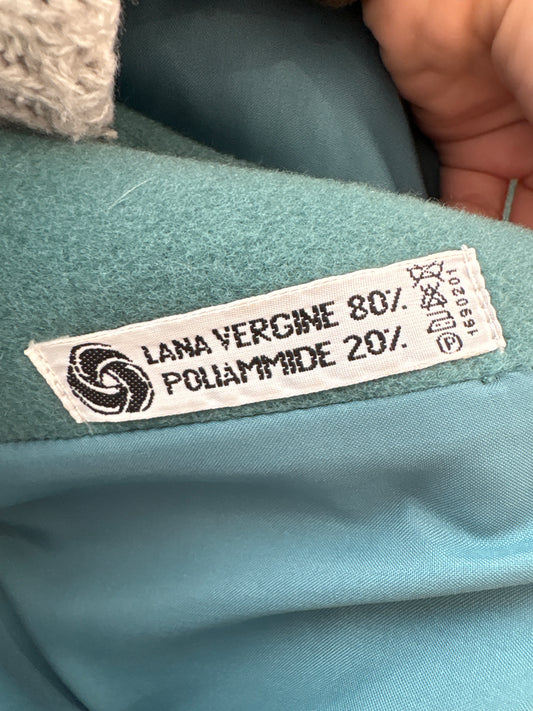 LANA VERGINE 80%
POLIAMMIDE 20%
1690201